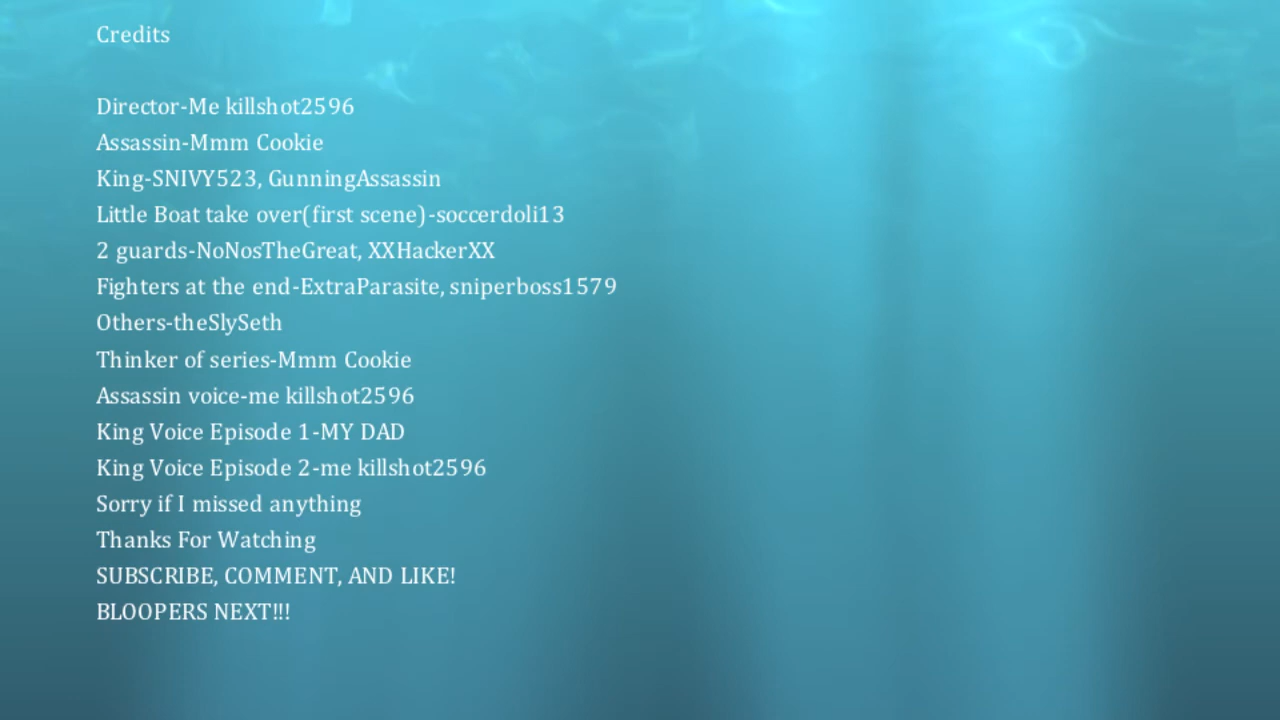 Credits
Director-Me killshot2596
Assassin-Mmm Cookie
King-SNIVY523, GunningAssassin
Little Boat take over(first scene)-soccerdoli13
2 guards-NoNosTheGreat, XXHackerXX
Fighters at the end-ExtraParasite, sniperboss1579
Others-theSlySeth
Thinker of series-Mmm Cookie
Assassin voice-me killshot2596
King Voice Episode 1-MY DAD
King Voice Episode 2-me killshot2596
Sorry if I missed anything
Thanks For Watching
SUBSCRIBE, COMMENT, AND LIKE!
BLOOPERS NEXT!!!